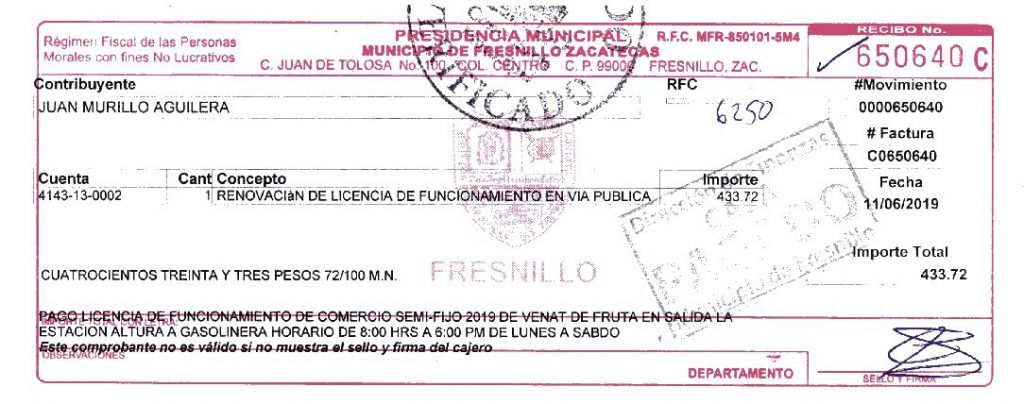 PRESIDENCIA MUNICIPAL
R.F.C. MFR-850101-5M4
RECIBO No.
Régimen Fiscal de las Personas
Morales con fines No Lucrativos
MUNICIPIO DE FRESNILLO ZACATECAS
C. JUAN DE TOLOSA No. 100, COL. CENTRO C. P. 99000 FRESNILLO, ZAC.
650640 C
Contribuyente
RFC
#Movimiento
JUAN MURILLO AGUILERA
6250
0000650640
# Factura
C0650640
Cuenta
Cant Concepto
Importe
Fecha
4143-13-0002
1 RENOVACIàN DE LICENCIA DE FUNCIONAMIENTO EN VIA PUBLICA
433.72
11/06/2019
Importe Total
433.72
CUATROCIENTOS TREINTA Y TRES PESOS 72/100 M.N.
FRESNILLO
PAGO LICENCIA DE FUNCIONAMIENTO DE COMERCIO SEMI-FIJO 2019 DE VENAT DE FRUTA EN SALIDA LA
IMPORTE TOTAL CON LETRA
ESTACION ALTURA A GASOLINERA HORARIO DE 8:00 HRS A 6:00 PM DE LUNES A SABDO
Este comprobante no es válido si no muestra el sello y firma del cajero
OBSERVACIONES
DEPARTAMENTO
SELLO Y FIRMA